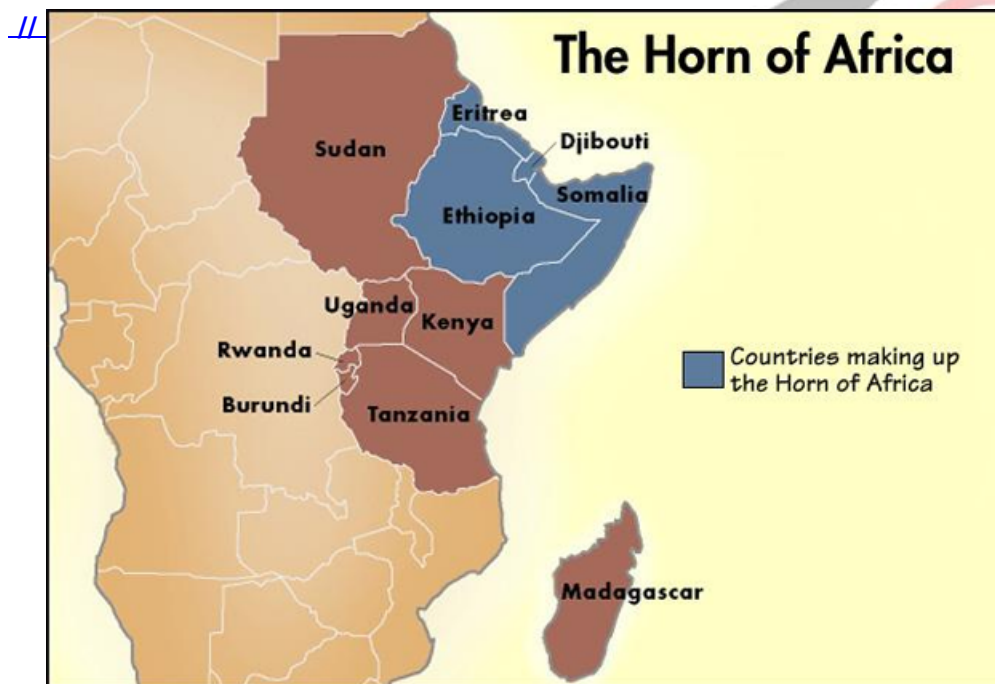 //
The Horn of Africa
Eritrea
Djibouti
Sudan
Somalia
Ethiopia
Uganda
Kenya
Rwanda
Countries making up
the Horn of Africa
Burundi
Tanzania
Madagascar